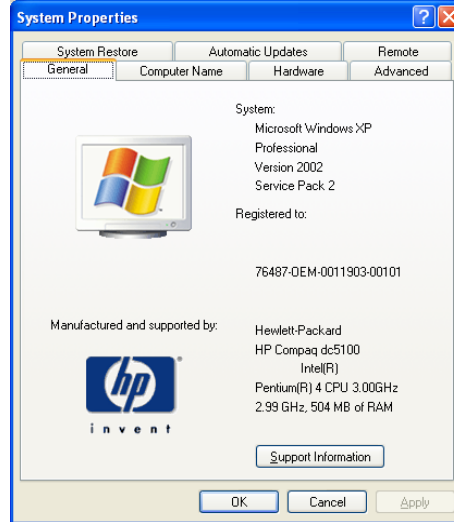 System Properties
System Restore
Automatic Updates
Remote
General
Computer Name
Hardware
Advanced
System:
Microsoft Windows XP
Professional
Version 2002
Service Pack 2
Registered to:
76487-OEM-0011903-00101
Manufactured and supported by:
Hewlett-Packard
HP Compaq dc5100
Intel(R)
Pentium(R) 4 CPU 3.00GHz
2.99 GHz, 504 MB of RAM
hp
invent
Support Information
OK
Cancel
Apply